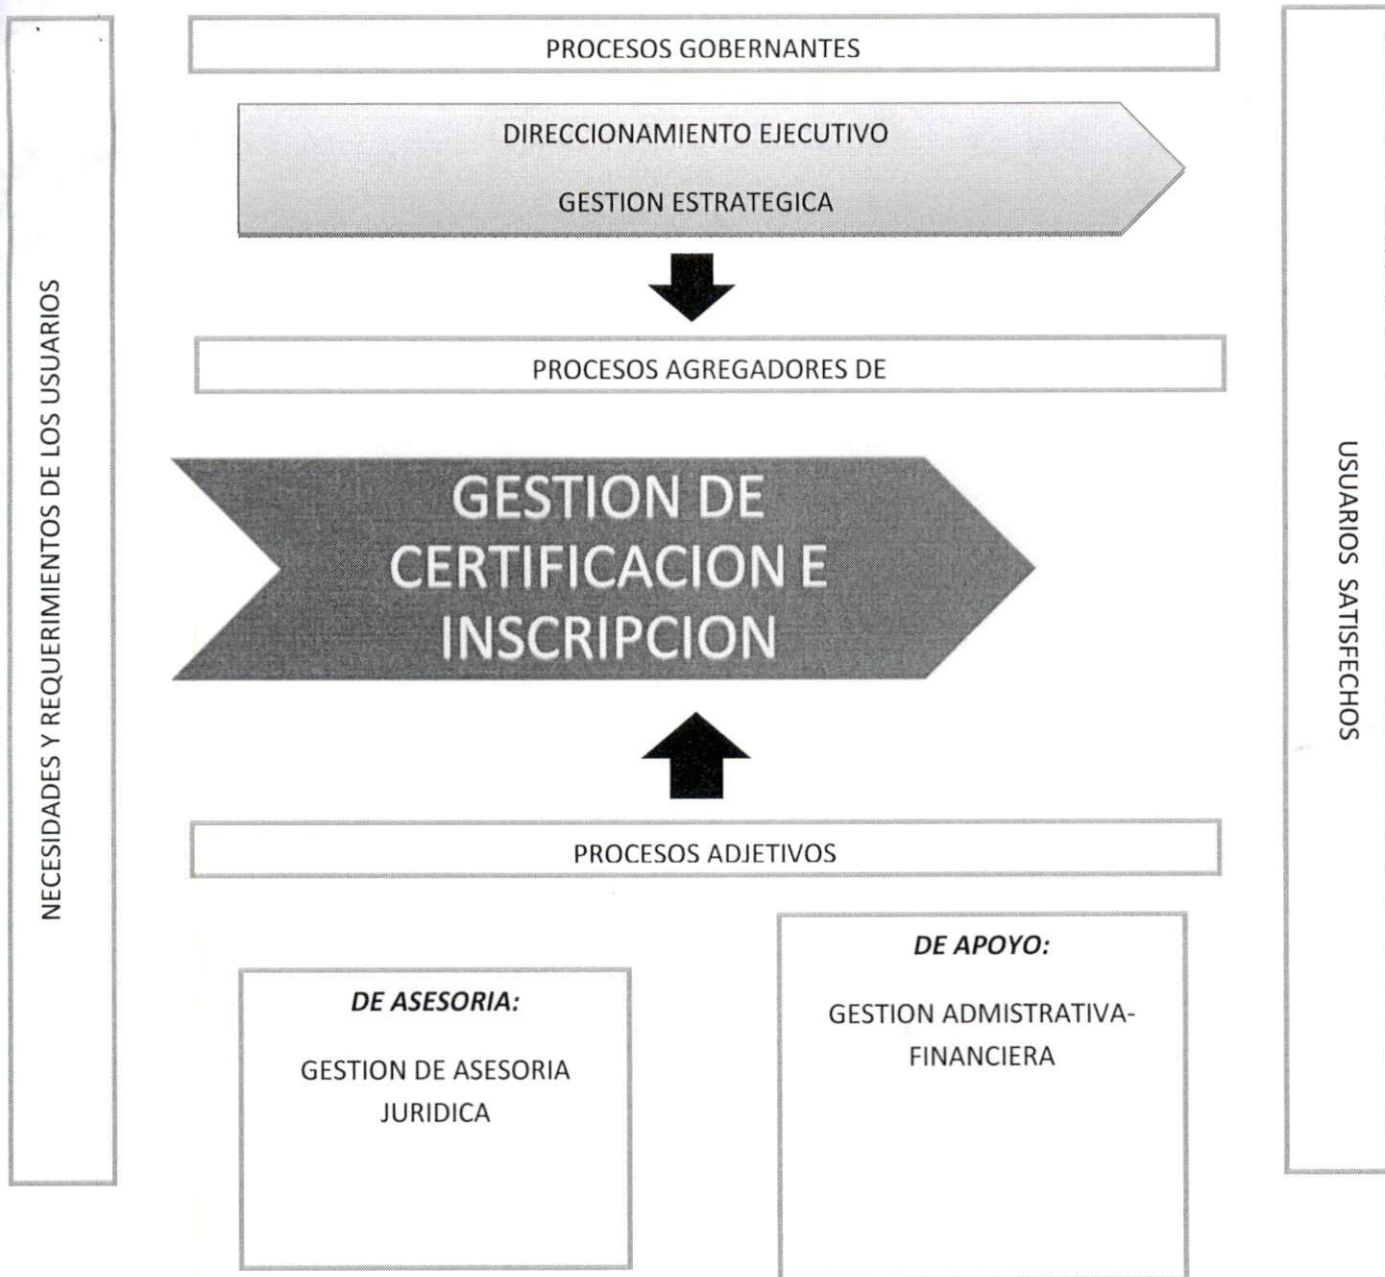 NECESIDADES Y REQUERIMIENTOS DE LOS USUARIOS
PROCESOS GOBERNANTES
DIRECCIONAMIENTO EJECUTIVO
GESTION ESTRATEGICA
PROCESOS AGREGADORES DE
GESTION DE
CERTIFICACION E
INSCRIPCION
PROCESOS ADJETIVOS
DE ASESORIA:
GESTION DE ASESORIA
JURIDICA
DE APOYO:
GESTION ADMISTRATIVA-
FINANCIERA
USUARIOS SATISFECHOS